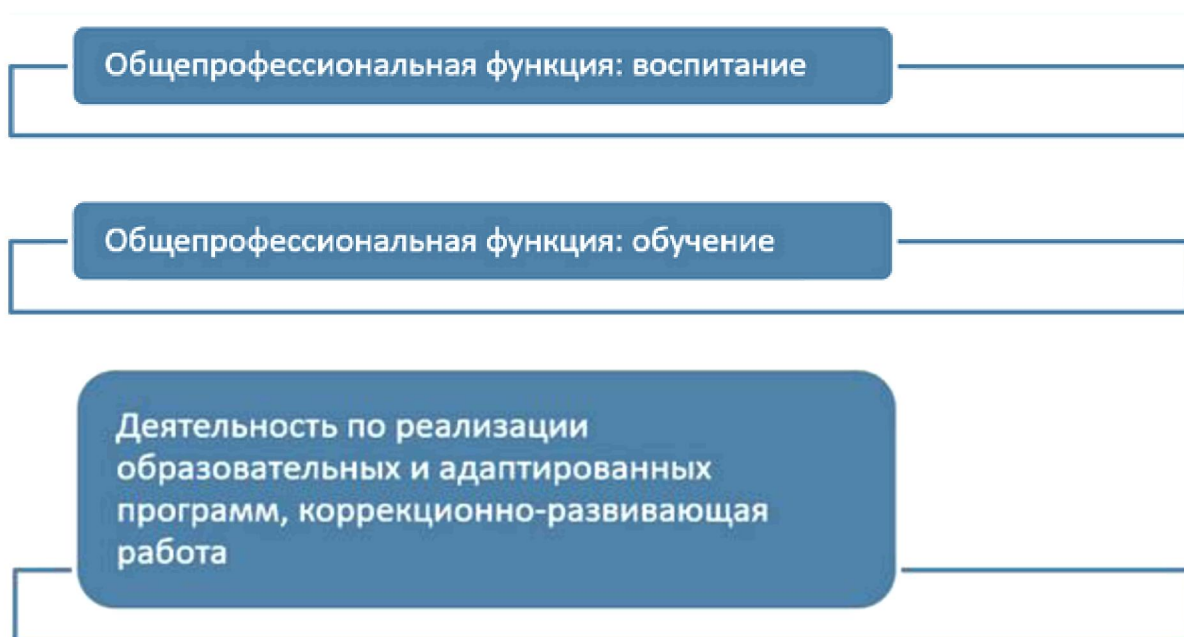 Общепрофессиональная функция: воспитание
Общепрофессиональная функция: обучение
Деятельность по реализации
образовательных и адаптированных
программ, коррекционно-развивающая
работа